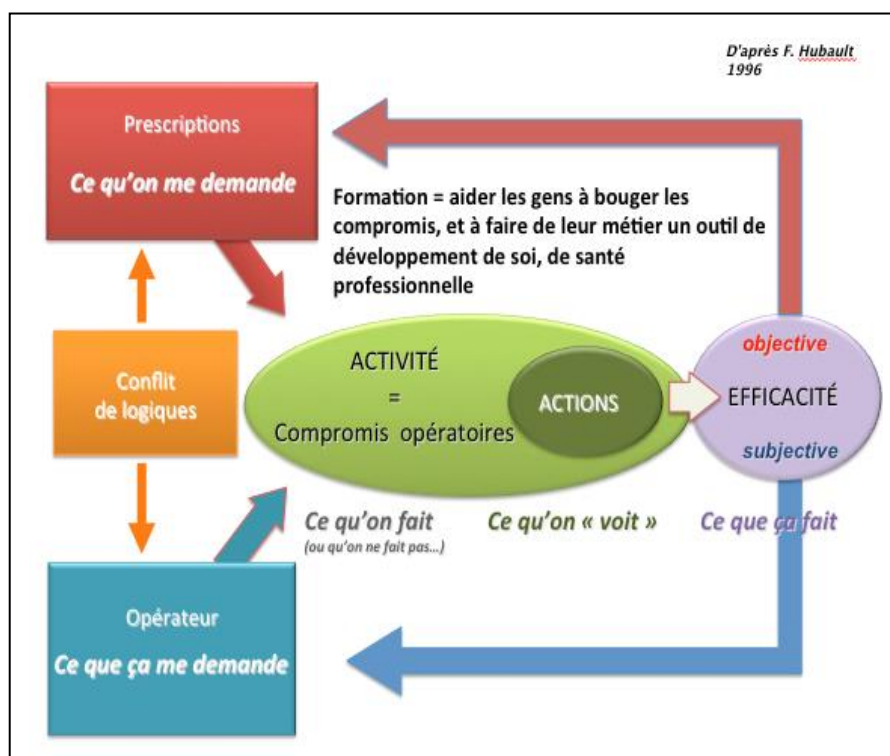 D'après F. Hubault
1996
Prescriptions
Ce qu'on me demande
Formation = aider les gens à bouger les
compromis, et à faire de leur métier un outil de
développement de soi, de santé
professionnelle
Conflit
de logiques
ACTIVITÉ
=
Compromis opératoires
ACTIONS
objective
EFFICACITÉ
subjective
Ce qu'on fait
(ou qu'on ne fait pas...)
Ce qu'on « voit »
Ce que ça fait
Opérateur
Ce que ça me demande